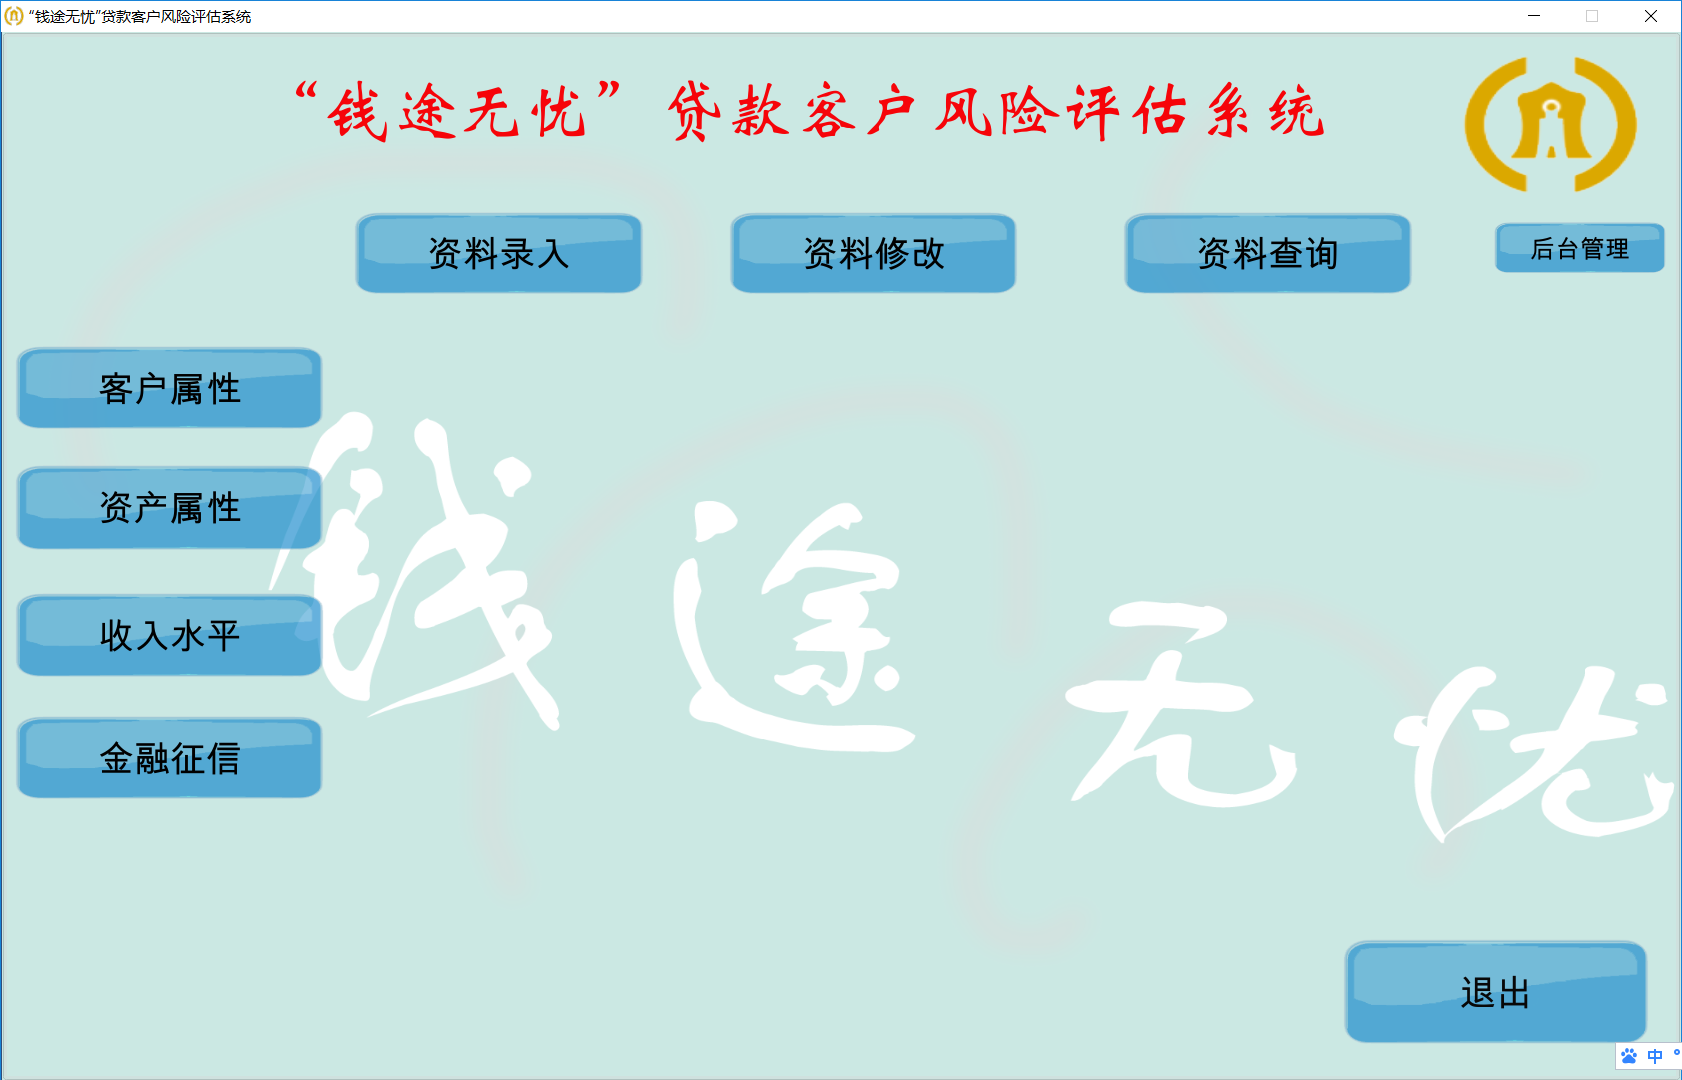 “钱途无忧”贷款客户风险评估系统
“钱途无忧”贷款客户风险评估系统
资料录入
资料修改
资料查询
后台管理
客户属性
资产属性
收入水平
金融征信
钱途无忧
退出
中